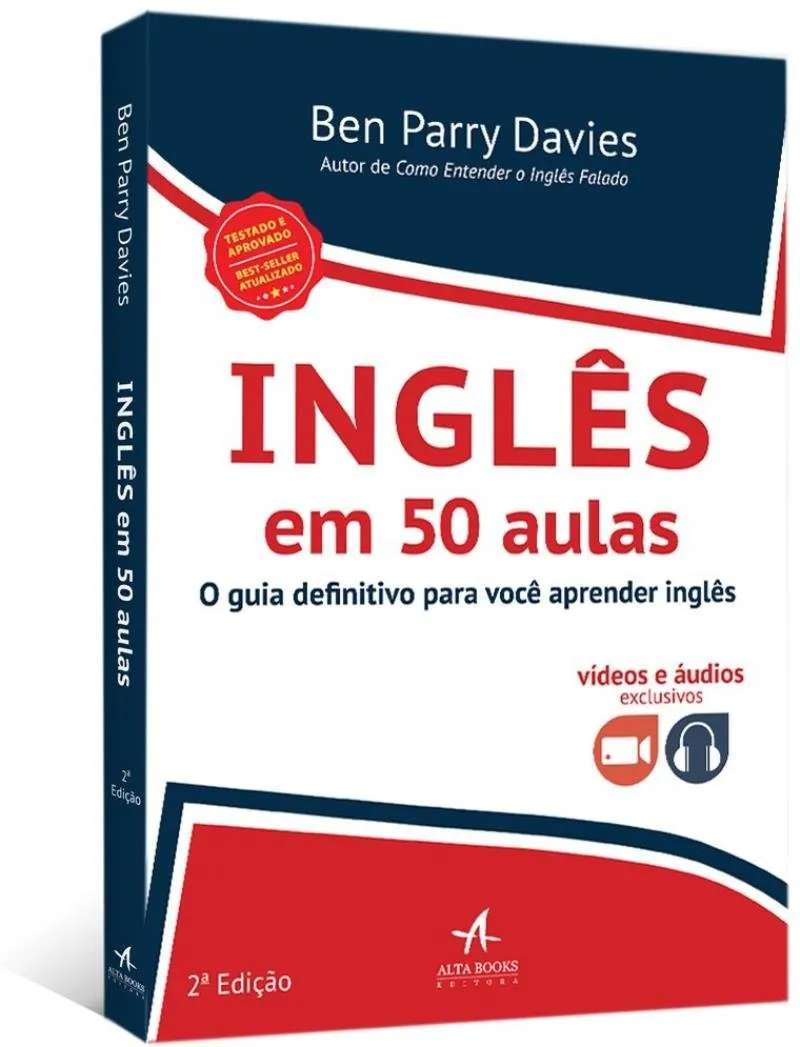 Ben Parry Davies
Autor de Como Entender o Inglês Falado
TESTADO E
APROVADO
BEST-SELLER
ATUALIZADO
INGLÊS
em 50 aulas
O guia definitivo para você aprender inglês
vídeos e áudios
exclusivos
2ª Edição
ALTA BOOKS
EDITORA
Ben Parry Davies
INGLÊS em 50 aulas
2ª
Edição
ALTA BOOKS
EDITORA